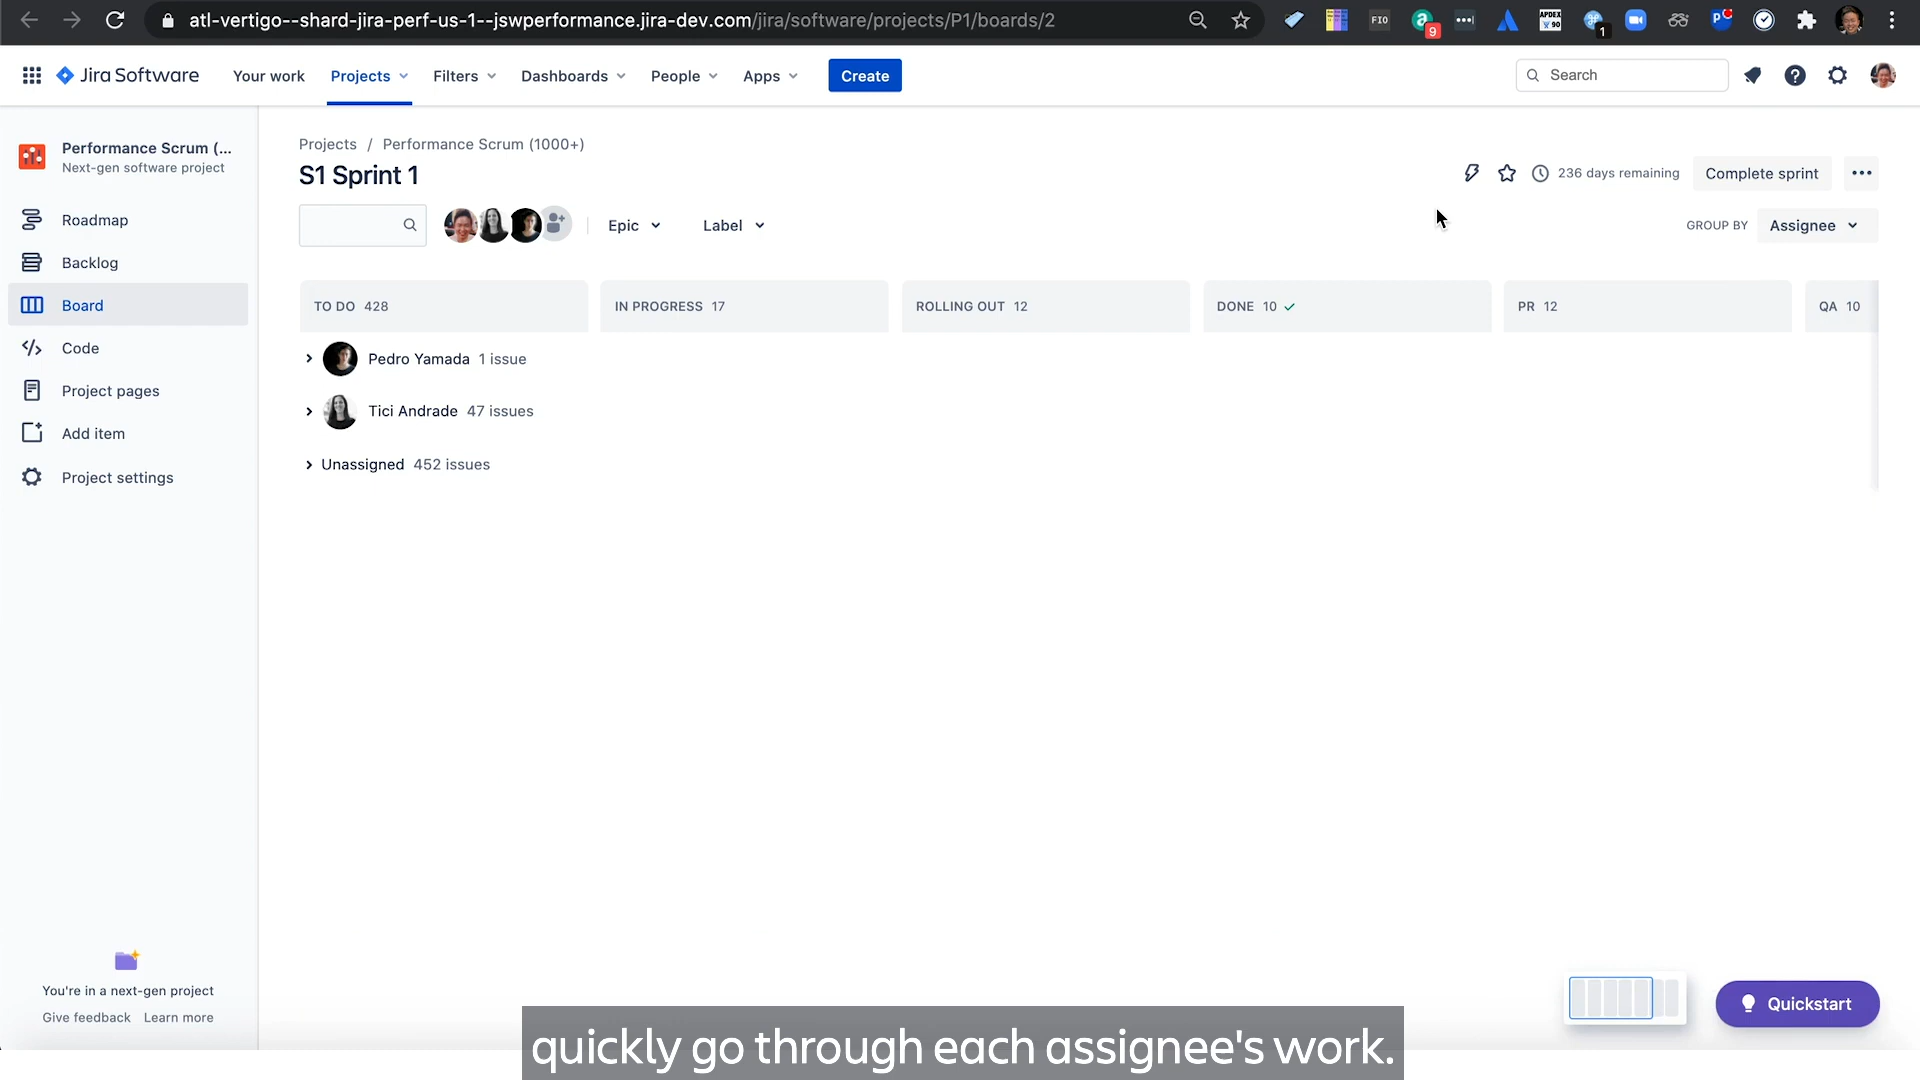 atl-vertigo--shard-jira-perf-us-1--jswperformance.jira-dev.com/jira/software/projects/P1/boards/2
FIO
9
APDEX
90
1
Jira Software
Your work
Projects
Filters
Dashboards
People
Apps
Create
Search
Performance Scrum (...
Next-gen software project
Roadmap
Backlog
Board
Code
Project pages
Add item
Project settings
You're in a next-gen project
Give feedback Learn more
Projects / Performance Scrum (1000+)
S1 Sprint 1
236 days remaining
Complete sprint
Epic
Label
GROUP BY
Assignee
TO DO 428
IN PROGRESS 17
ROLLING OUT 12
DONE 10
PR 12
QA 10
Pedro Yamada 1 issue
Tici Andrade 47 issues
Unassigned 452 issues
Quickstart
quickly go through each assignee's work.